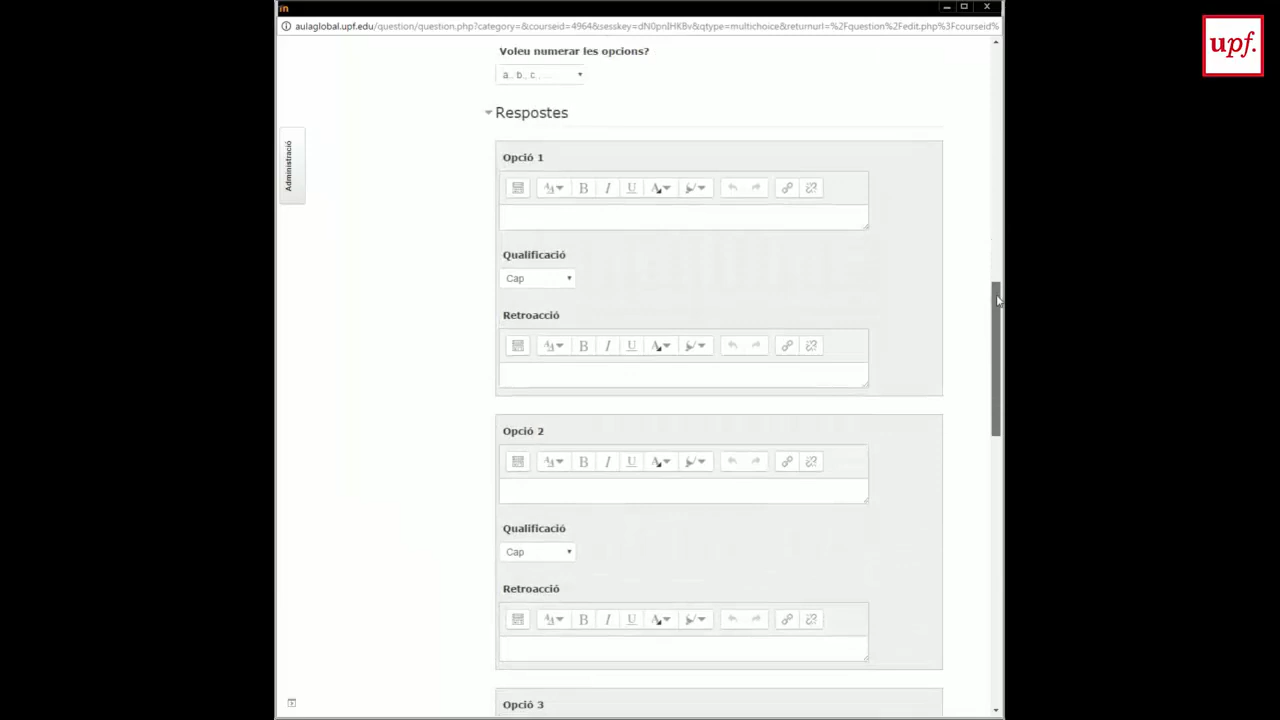 in
aulaglobal.upf.edu/question/question.php?category=&courseid=4964&sesskey=dN0pnIHKBv&qtype=multichoice&returnurl=%2Fquestion%2Fedit.php%3Fcourseid%
upf.
Voleu numerar les opcions?
a., b., c., ...
Respostes
Administració
Opció 1
B I U
Qualificació
Cap
Retroacció
B I U
Opció 2
B I U
Qualificació
Cap
Retroacció
B I U
Opció 3